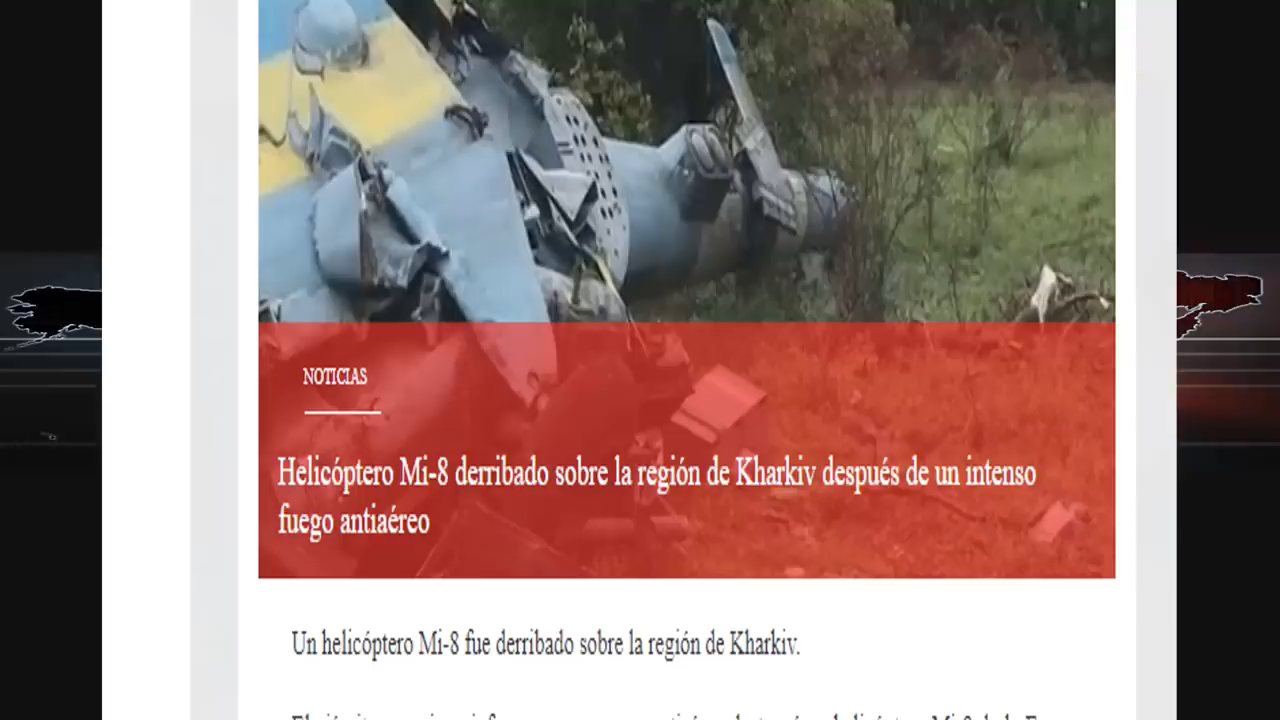 NOTICIAS
Helicóptero Mi-8 derribado sobre la región de Kharkiv después de un intenso
fuego antiaéreo
Un helicóptero Mi-8 fue derribado sobre la región de Kharkiv.